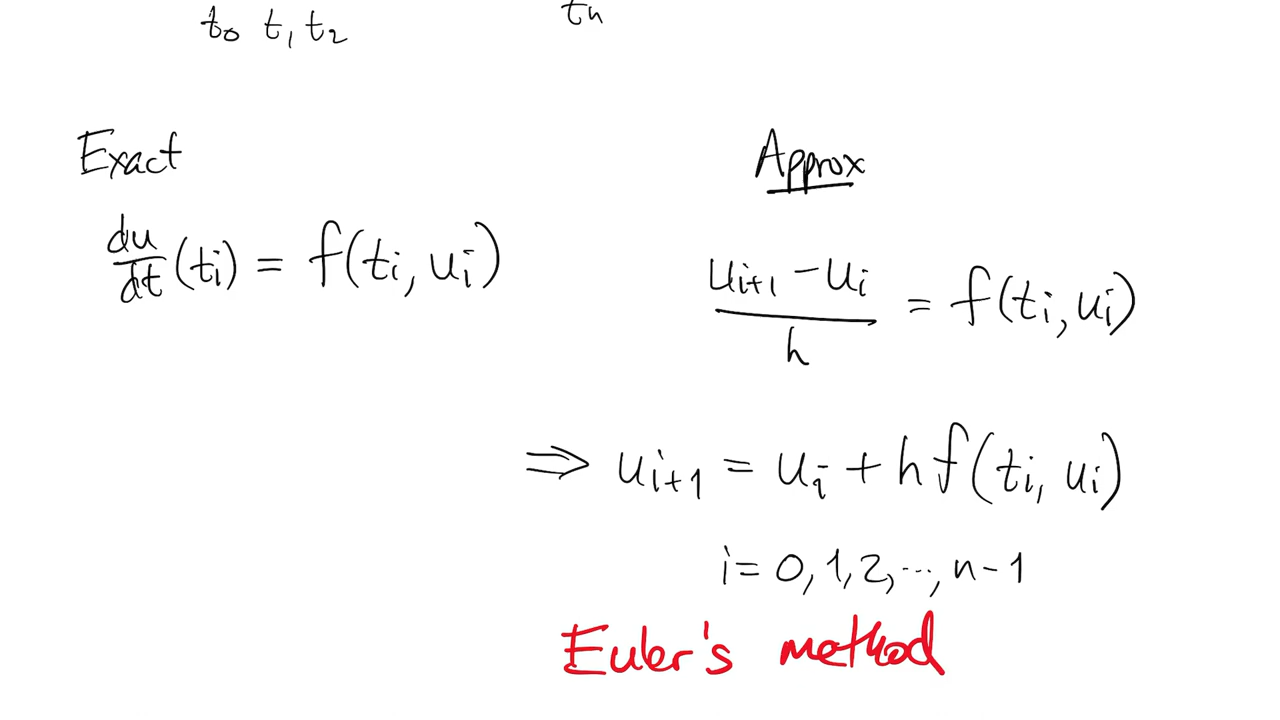 t₀ t₁ t₂ tₙ
Exact
Approx
du/dt (tᵢ) = f(tᵢ, uᵢ)
(uᵢ₊₁ − uᵢ)/h = f(tᵢ, uᵢ)
⇒ uᵢ₊₁ = uᵢ + h f(tᵢ, uᵢ)
i = 0, 1, 2, ..., n − 1
Euler's method